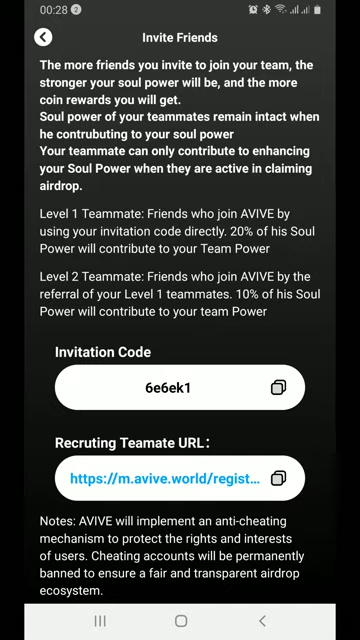 00:28 2
Invite Friends
The more friends you invite to join your team, the
stronger your soul power will be, and the more
coin rewards you will get.
Soul power of your teammates remain intact when
he contrubuting to your soul power
Your teammate can only contribute to enhancing
your Soul Power when they are active in claiming
airdrop.
Level 1 Teammate: Friends who join AVIVE by
using your invitation code directly. 20% of his Soul
Power will contribute to your Team Power
Level 2 Teammate: Friends who join AVIVE by the
referral of your Level 1 teammates. 10% of his Soul
Power will contribute to your team Power
Invitation Code
6e6ek1
Recruting Teamate URL:
https://m.avive.world/regist...
Notes: AVIVE will implement an anti-cheating
mechanism to protect the rights and interests
of users. Cheating accounts will be permanently
banned to ensure a fair and transparent airdrop
ecosystem.